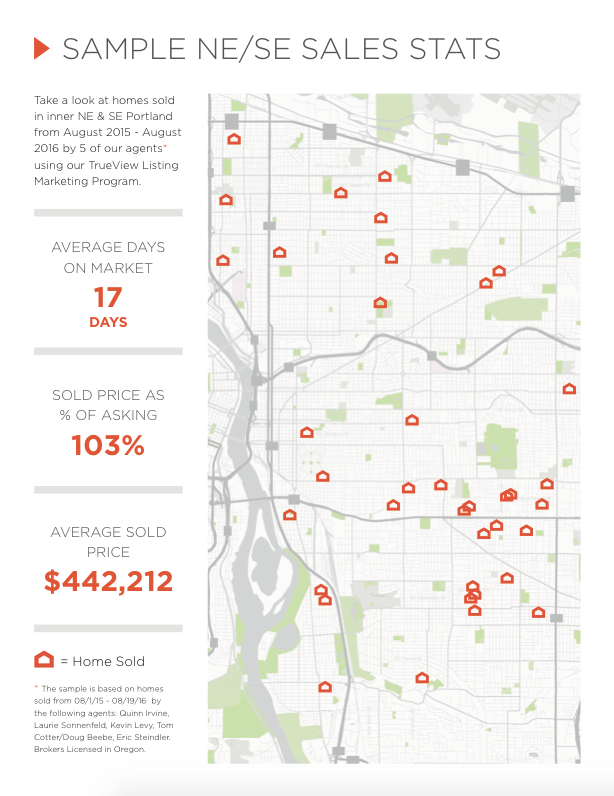 SAMPLE NE/SE SALES STATS
Take a look at homes sold
in inner NE & SE Portland
from August 2015 - August
2016 by 5 of our agents*
using our TrueView Listing
Marketing Program.
AVERAGE DAYS
ON MARKET
17
DAYS
SOLD PRICE AS
% OF ASKING
103%
AVERAGE SOLD
PRICE
$442,212
= Home Sold
* The sample is based on homes
sold from 08/1/15 - 08/19/16 by
the following agents: Quinn Irvine,
Laurie Sonnenfeld, Kevin Levy, Tom
Cotter/Doug Beebe, Eric Steindler.
Brokers Licensed in Oregon.